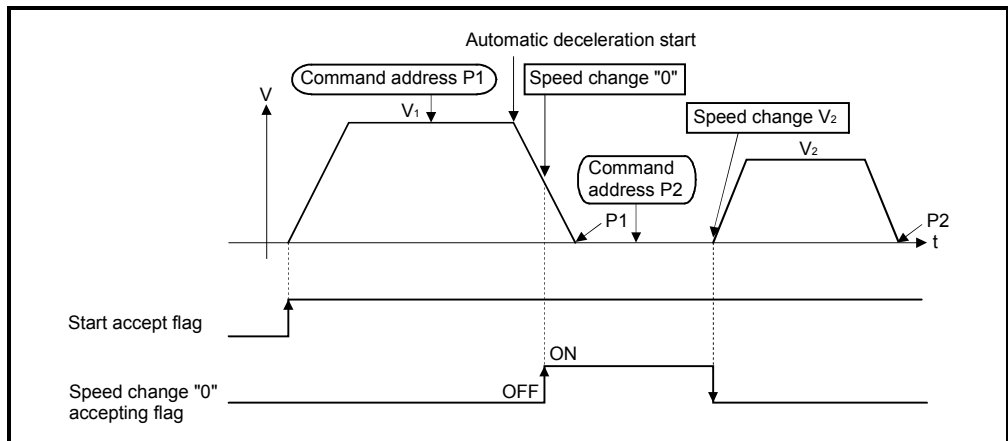 Automatic deceleration start
Command address P1
Speed change "0"
V
V1
Speed change V2
V2
Command
address P2
P1
P2
t
Start accept flag
ON
OFF
Speed change "0"
accepting flag